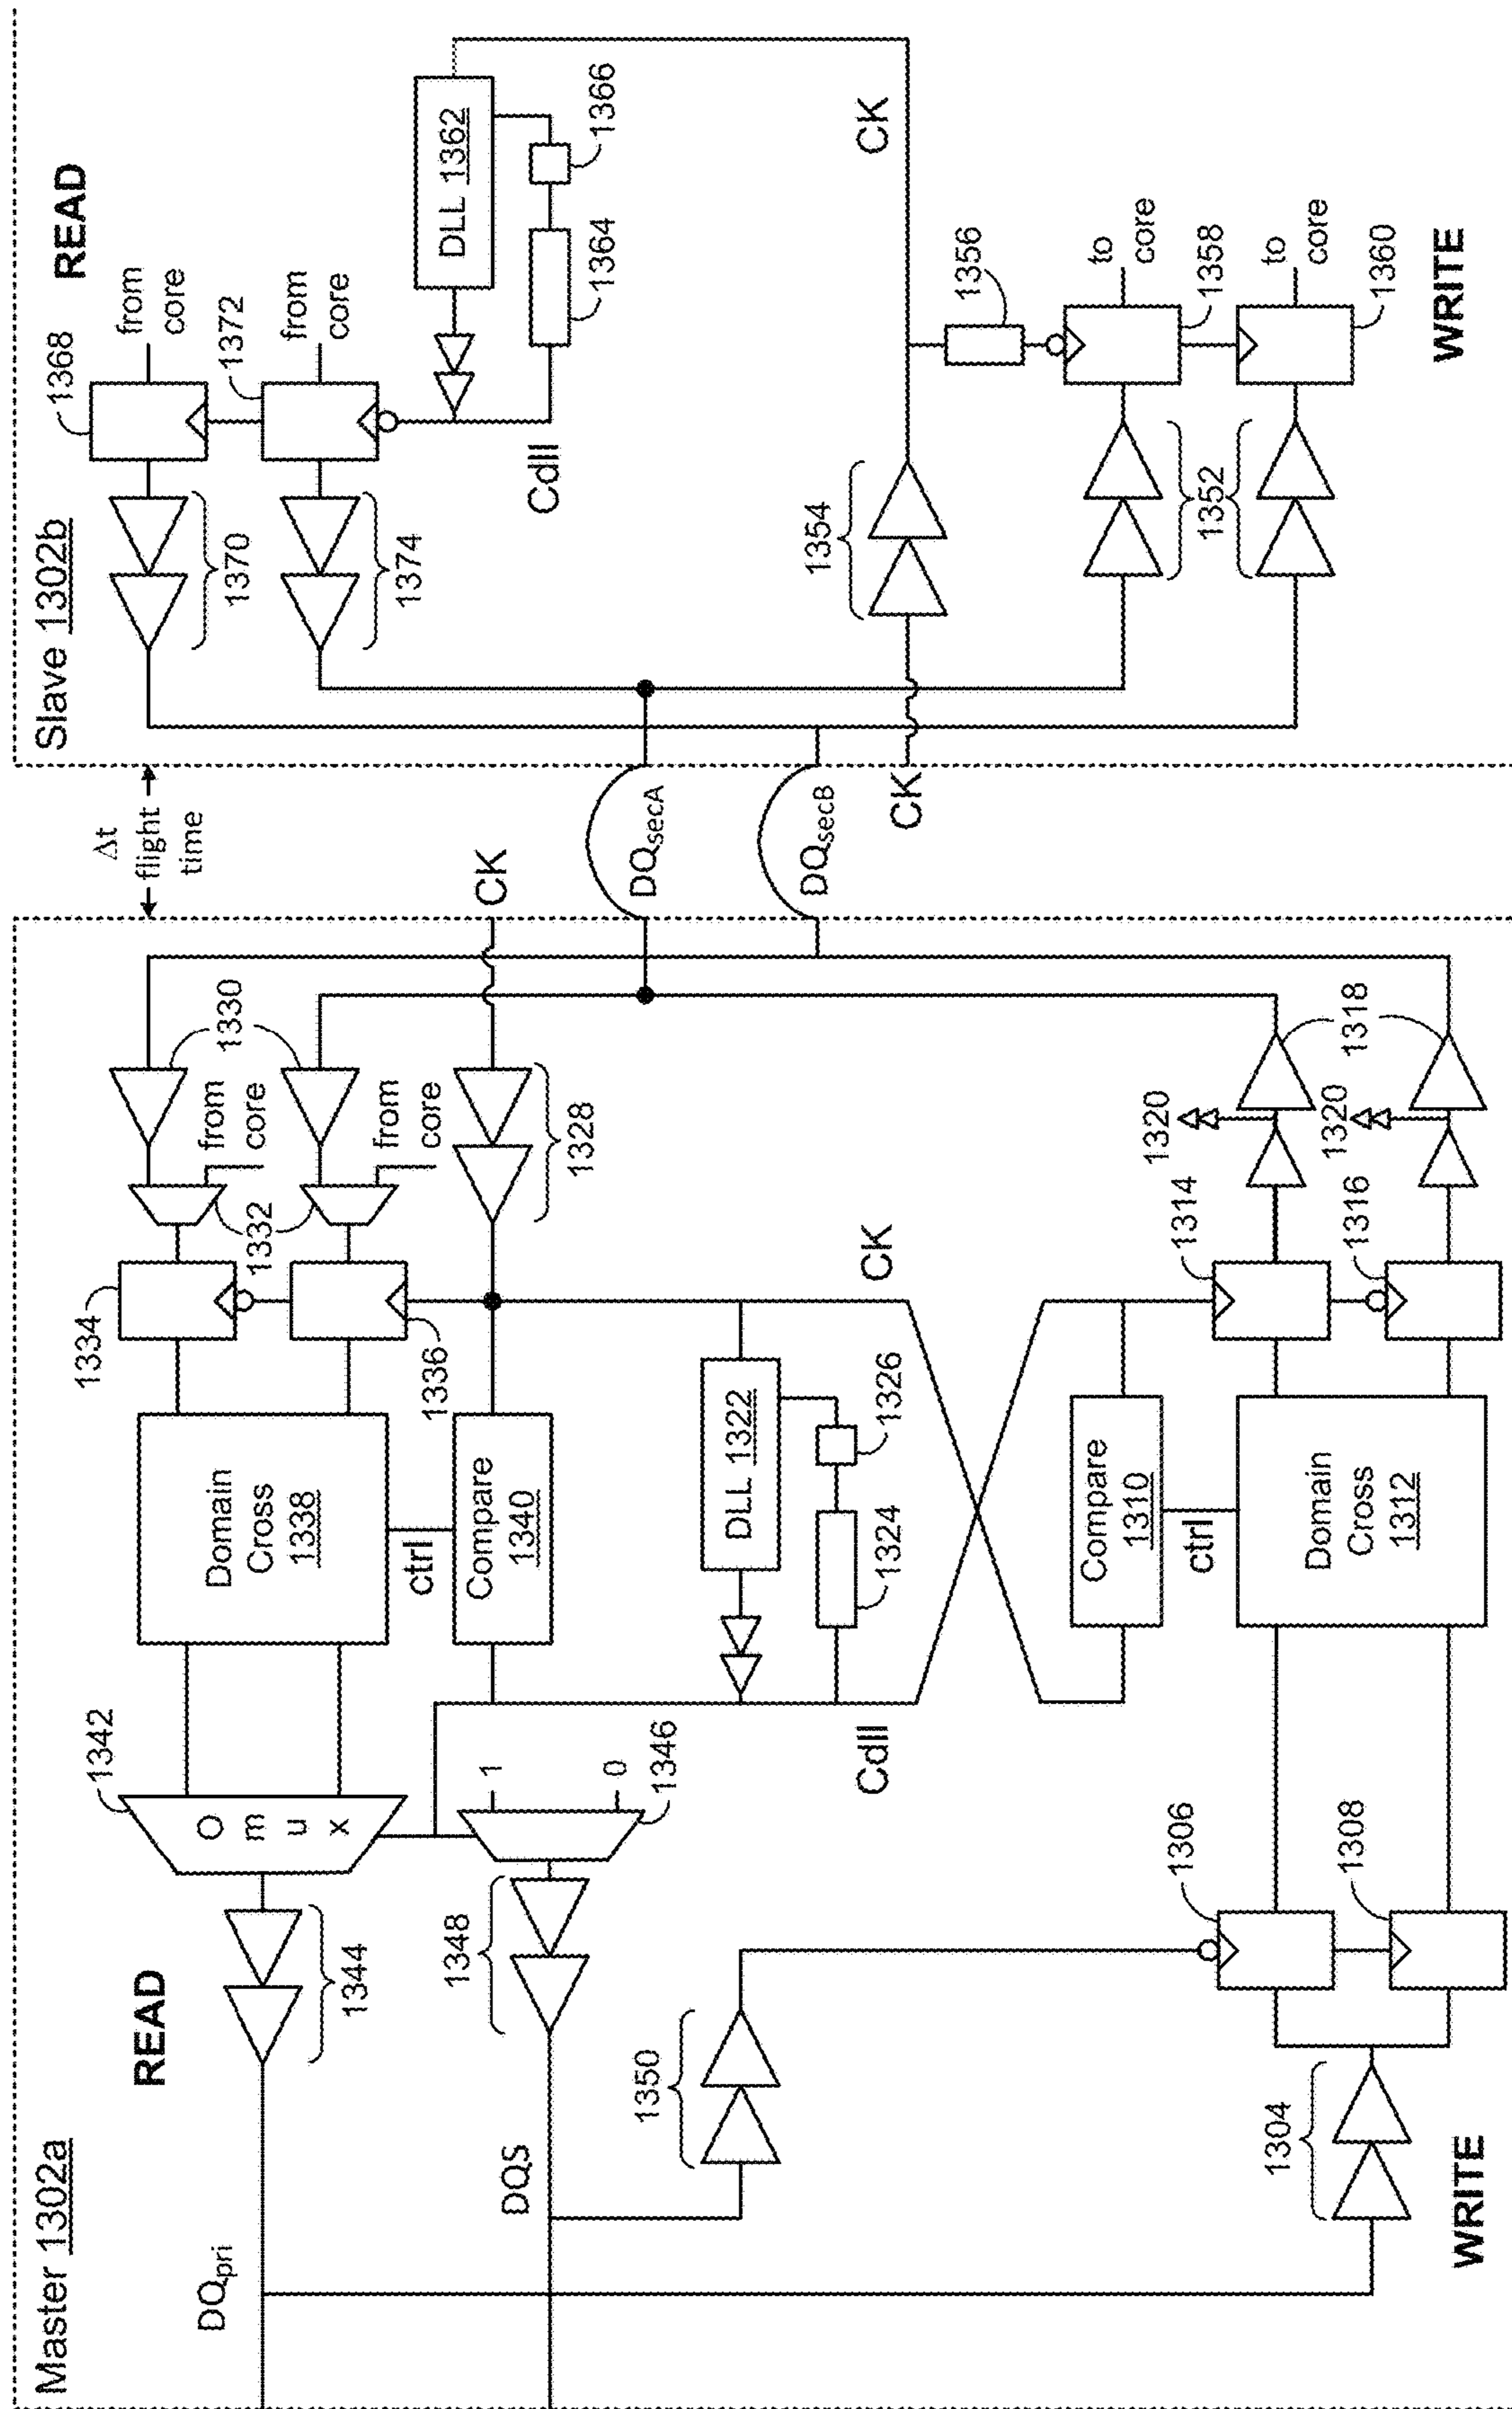 Master 1302a
READ
DQpri
1344
1342
O
m
u
x
Domain
Cross
1338
1334
1332
1330
from
core
from
core
1336
ctrl
Compare
1340
1328
CK
DQS
1348
1
0
1346
1350
DLL 1322
1326
1324
Cdll
CK
1304
WRITE
1306
1308
Compare
1310
ctrl
Domain
Cross
1312
1314
1316
1320
1320
1318
Δt
flight
time
DQsecA
DQsecB
CK
Slave 1302b
READ
1368
from
core
1370
1372
from
core
1374
DLL 1362
1366
1364
Cdll
1354
CK
1356
to
core
1358
1352
to
core
1360
WRITE